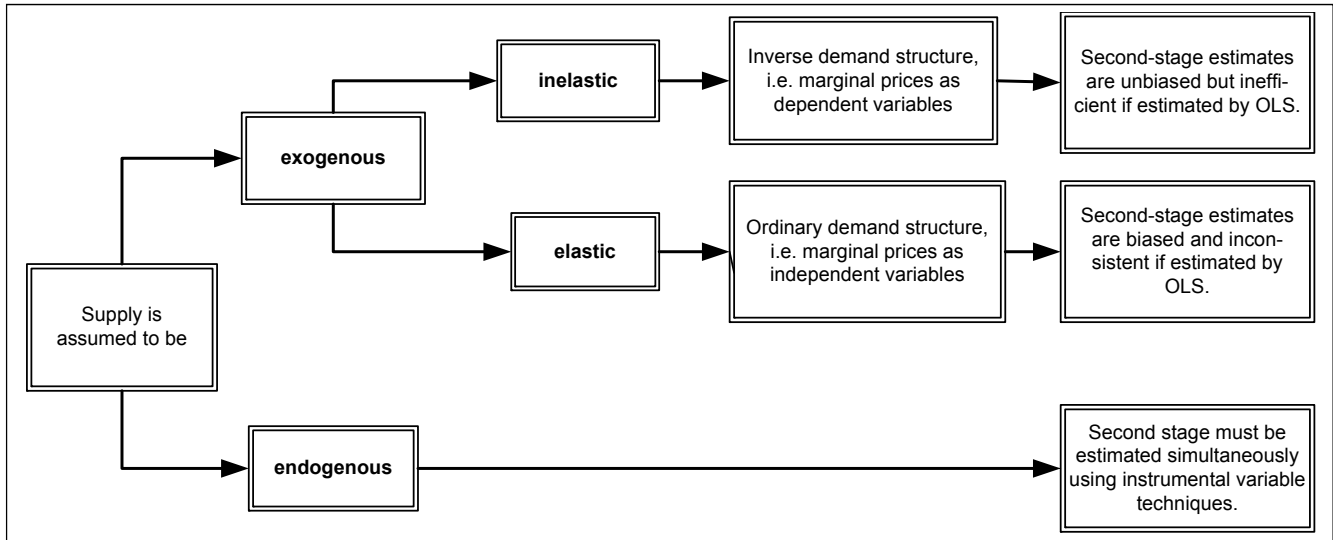 inelastic
Inverse demand structure,
i.e. marginal prices as
dependent variables
Second-stage estimates
are unbiased but ineffi-
cient if estimated by OLS.
exogenous
elastic
Ordinary demand structure,
i.e. marginal prices as
independent variables
Second-stage estimates
are biased and incon-
sistent if estimated by
OLS.
Supply is
assumed to be
endogenous
Second stage must be
estimated simultaneously
using instrumental variable
techniques.